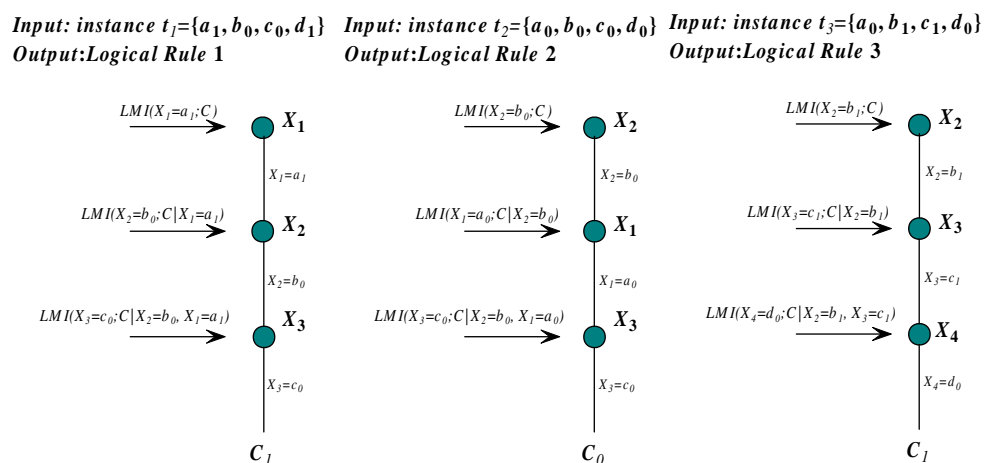 Input: instance t₁={a₁, b₀, c₀, d₁}
Output:Logical Rule 1
LMI(X₁=a₁;C)
X₁
X₁=a₁
LMI(X₂=b₀;C|X₁=a₁)
X₂
X₂=b₀
LMI(X₃=c₀;C|X₂=b₀, X₁=a₁)
X₃
X₃=c₀
C₁
Input: instance t₂={a₀, b₀, c₀, d₀}
Output:Logical Rule 2
LMI(X₂=b₀;C)
X₂
X₂=b₀
LMI(X₁=a₀;C|X₂=b₀)
X₁
X₁=a₀
LMI(X₃=c₀;C|X₂=b₀, X₁=a₀)
X₃
X₃=c₀
C₀
Input: instance t₃={a₀, b₁, c₁, d₀}
Output:Logical Rule 3
LMI(X₂=b₁;C)
X₂
X₂=b₁
LMI(X₃=c₁;C|X₂=b₁)
X₃
X₃=c₁
LMI(X₄=d₀;C|X₂=b₁, X₃=c₁)
X₄
X₄=d₀
C₁